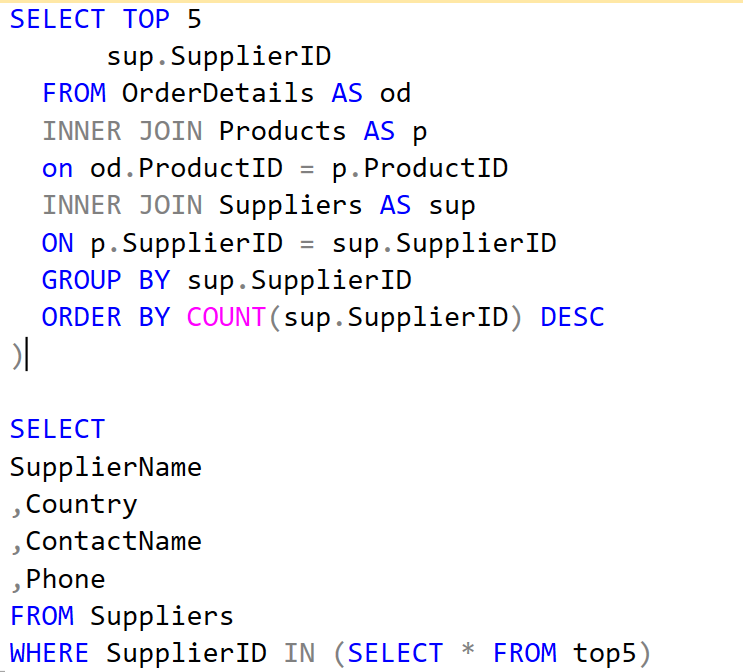 SELECT TOP 5
sup.SupplierID
FROM OrderDetails AS od
INNER JOIN Products AS p
on od.ProductID = p.ProductID
INNER JOIN Suppliers AS sup
ON p.SupplierID = sup.SupplierID
GROUP BY sup.SupplierID
ORDER BY COUNT(sup.SupplierID) DESC
)
SELECT
SupplierName
,Country
,ContactName
,Phone
FROM Suppliers
WHERE SupplierID IN (SELECT * FROM top5)